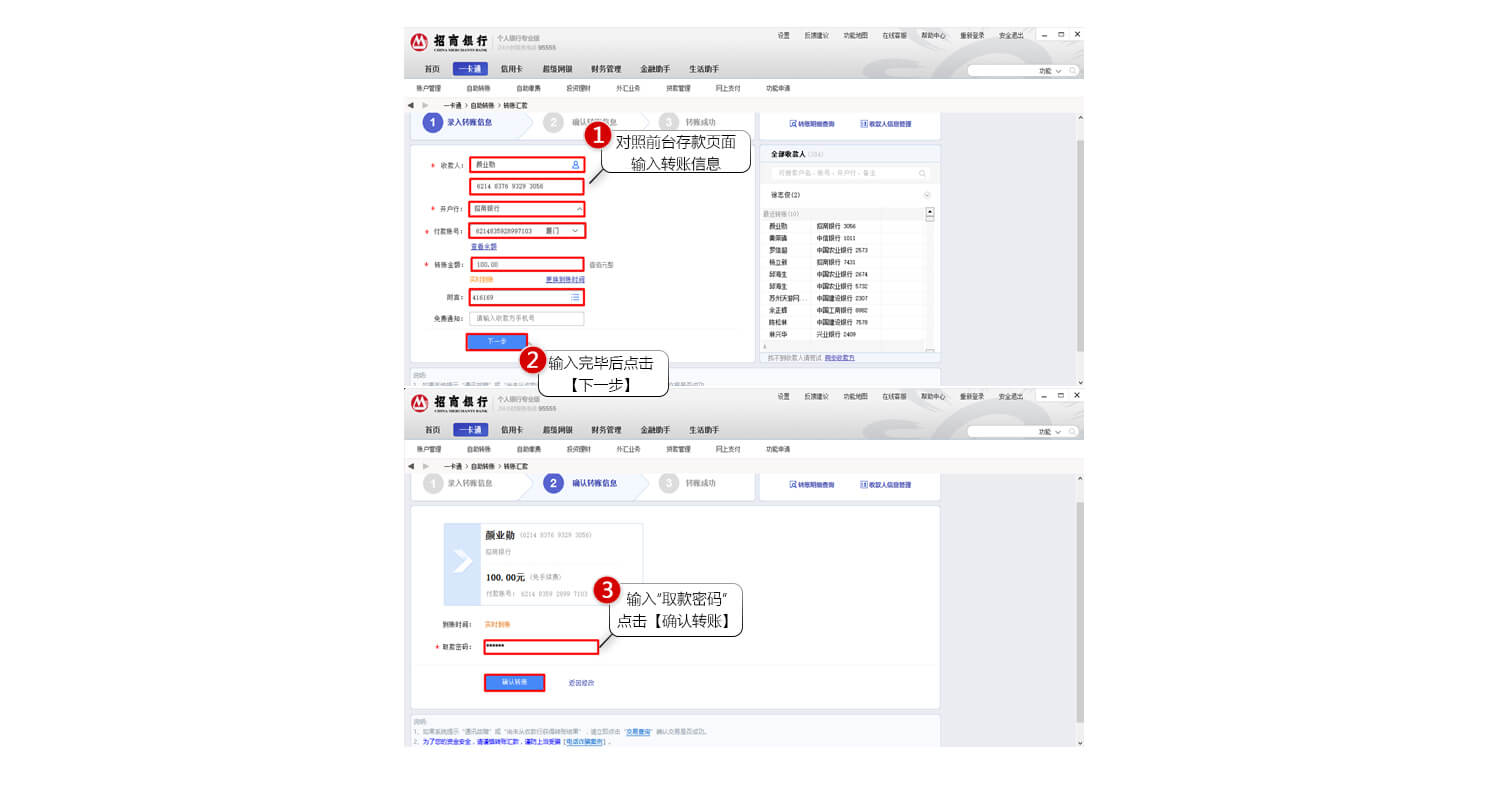 招商银行 个人银行专业版
CHINA MERCHANTS BANK 24小时服务电话 95555
设置 反馈建议 功能地图 在线客服 帮助中心 重新登录 安全退出
首页 一卡通 信用卡 超级网银 财务管理 金融助手 生活助手
功能
账户管理 自助转账 自助缴费 投资理财 外汇业务 贷款管理 网上支付 功能申请
一卡通 > 自助转账 > 转账汇款
1 录入转账信息 2 确认转账信息 3 转账成功
转账明细查询 收款人信息管理
1 对照前台存款页面
输入转账信息
* 收款人: 颜业勋
6214 8376 9329 3056
* 开户行: 招商银行
* 付款账号: 6214835928997103 厦门
查看余额
* 转账金额: 100.00 壹佰元整
实时到账 更换到账时间
附言: 416169
免费通知: 请输入收款方手机号
下一步
2 输入完毕后点击
【下一步】
全部收款人
可搜索户名、账号、开户行、备注
徐志俊(2)
最近转账(10)
颜业勋 招商银行 3056
黄荣涵 中信银行 1011
罗佳超 中国农业银行 2573
杨立毅 招商银行 7431
邱海生 中国农业银行 2674
邱海生 中国农业银行 5732
苏州天游网... 中国建设银行 2307
余正辉 中国工商银行 8982
陈松林 中国建设银行 7578
林兴华 兴业银行 2409
A
找不到收款人请尝试 同步收款方
说明:
招商银行 个人银行专业版
CHINA MERCHANTS BANK 24小时服务电话 95555
设置 反馈建议 功能地图 在线客服 帮助中心 重新登录 安全退出
首页 一卡通 信用卡 超级网银 财务管理 金融助手 生活助手
功能
账户管理 自助转账 自助缴费 投资理财 外汇业务 贷款管理 网上支付 功能申请
一卡通 > 自助转账 > 转账汇款
1 录入转账信息 2 确认转账信息 3 转账成功
转账明细查询 收款人信息管理
颜业勋 (6214 8376 9329 3056)
招商银行
100.00元 (免手续费)
付款账号: 6214 8359 2899 7103
3 输入"取款密码"
点击【确认转账】
到账时间: 实时到账
* 取款密码: ******
确认转账 返回修改
说明:
1、如果系统提示“通讯故障”或“尚未从收款行获得转账结果”,请立即点击“交易查询”确认交易是否成功。
2、为了您的资金安全,请谨慎转账汇款,谨防上当受骗 [电话诈骗案例] 。